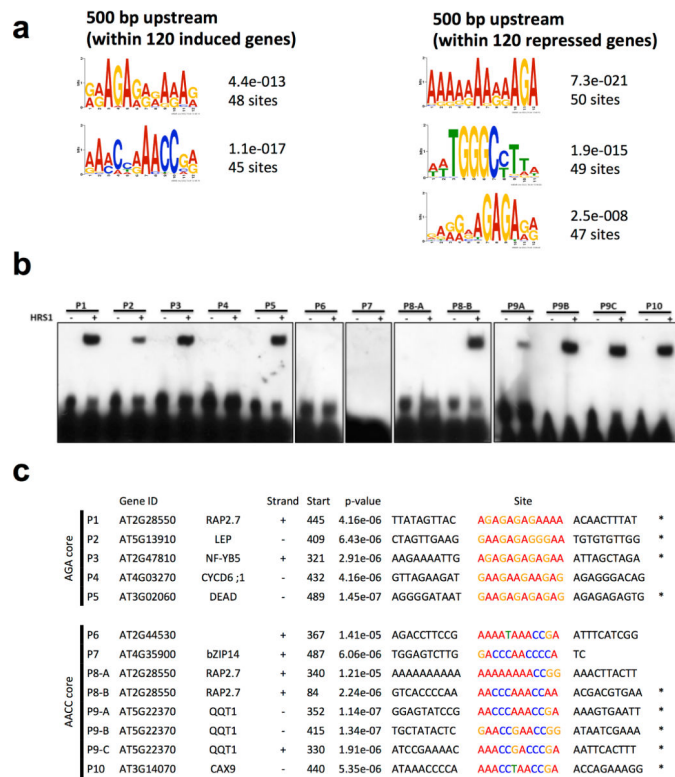 a
500 bp upstream
(within 120 induced genes)
4.4e-013
48 sites
1.1e-017
45 sites
500 bp upstream
(within 120 repressed genes)
7.3e-021
50 sites
1.9e-015
49 sites
2.5e-008
47 sites
b
P1 P2 P3 P4 P5 P6 P7 P8-A P8-B P9A P9B P9C P10
HRS1 - + - + - + - + - + - + - + - + - + - + - + - + - +
c
Gene ID Strand Start p-value Site
AGA core
P1 AT2G28550 RAP2.7 + 445 4.16e-06 TTATAGTTAC AGAGAGAGAAAA ACAACTTTAT *
P2 AT5G13910 LEP - 409 6.43e-06 CTAGTTGAAG GAAGAGAGGGAA TGTGTGTTGG *
P3 AT2G47810 NF-YB5 + 321 2.91e-06 AAGAAAATTG AGAGAGAGAGAA ATTAGCTAGA *
P4 AT4G03270 CYCD6 ;1 - 432 4.16e-06 GTTAGAAGAT GAAGAAGAAGAG AGAGGGACAG
P5 AT3G02060 DEAD - 489 1.45e-07 AGGGGATAAT GAAGAGAGAGAG AGAGAGAGTG *
AACC core
P6 AT2G44530 + 367 1.41e-05 AGACCTTCCG AAAATAAACCGA ATTTCATCGG
P7 AT4G35900 bZIP14 + 487 6.06e-06 TGGAGTCTTG GACCCAACCCCA TC
P8-A AT2G28550 RAP2.7 + 340 1.21e-05 AAAAAAAAAA AAAAAAAACCGG AAACTTACTT
P8-B AT2G28550 RAP2.7 + 84 2.24e-06 GTCACCCCAA AACCCAAACCAA ACGACGTGAA *
P9-A AT5G22370 QQT1 - 352 1.14e-07 GGAGTATCCG AACCCAAACCGA AAAGTGAATT *
P9-B AT5G22370 QQT1 - 415 1.34e-07 TGCTATACTC GAACCGAACCGG ATAATCGAAA *
P9-C AT5G22370 QQT1 + 330 1.91e-06 ATCCGAAAAC AAACCGACCCGA AATTCACTTT *
P10 AT3G14070 CAX9 - 440 5.35e-06 ATAAACCCCA AACCCTAACCGA ACCAGAAAGG *